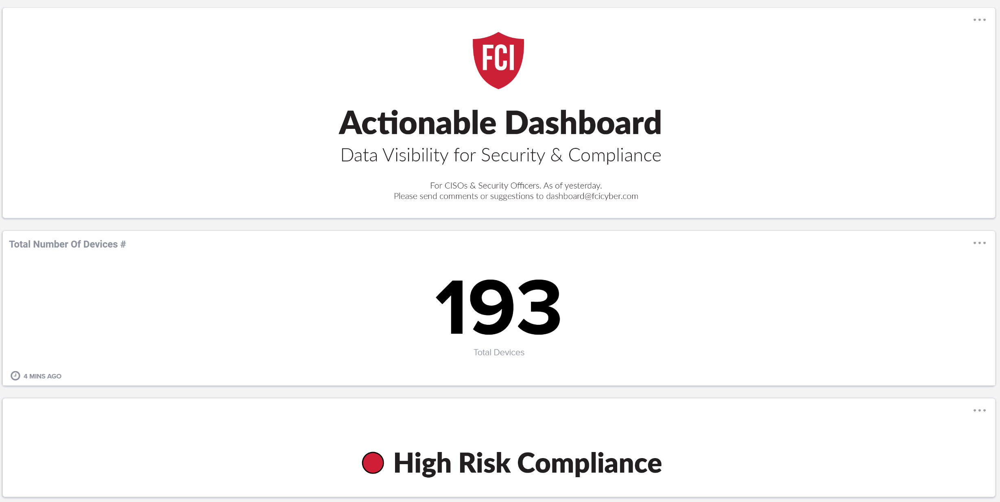 FCI
Actionable Dashboard
Data Visibility for Security & Compliance
For CISOs & Security Officers. As of yesterday.
Please send comments or suggestions to dashboard@fcicyber.com
Total Number Of Devices #
193
Total Devices
4 MINS AGO
High Risk Compliance